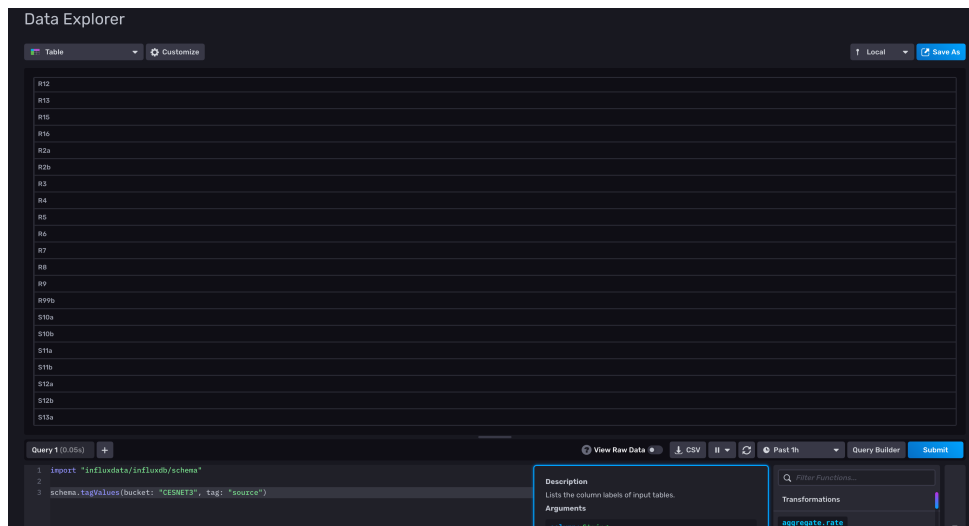 Data Explorer
Table
Customize
Local
Save As
R12
R13
R15
R16
R2a
R2b
R3
R4
R5
R6
R7
R8
R9
R99b
S10a
S10b
S11a
S11b
S12a
S12b
S13a
Query 1 (0.05s)
+
View Raw Data
CSV
Past 1h
Query Builder
Submit
1 import "influxdata/influxdb/schema"
2
3 schema.tagValues(bucket: "CESNET3", tag: "source")
Description
Lists the column labels of input tables.
Arguments
Filter Functions...
Transformations
aggregate.rate